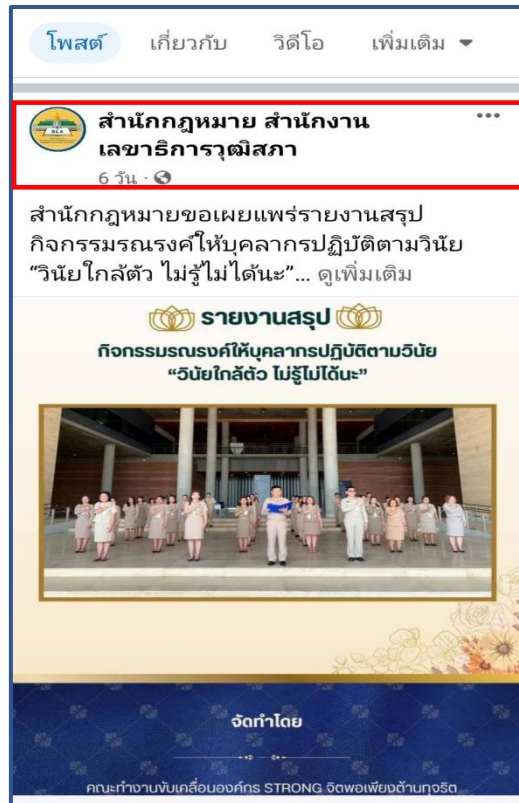 โพสต์ เกี่ยวกับ วิดีโอ เพิ่มเติม
สำนักกฎหมาย สำนักงาน
เลขาธิการวุฒิสภา
6 วัน ·
สำนักกฎหมายขอเผยแพร่รายงานสรุป
กิจกรรมรณรงค์ให้บุคลากรปฏิบัติตามวินัย
“วินัยใกล้ตัว ไม่รู้ไม่ได้นะ”... ดูเพิ่มเติม
รายงานสรุป
กิจกรรมรณรงค์ให้บุคลากรปฏิบัติตามวินัย
“วินัยใกล้ตัว ไม่รู้ไม่ได้นะ”
จัดทำโดย
คณะทำงานขับเคลื่อนองค์กร STRONG จิตพอเพียงต้านทุจริต